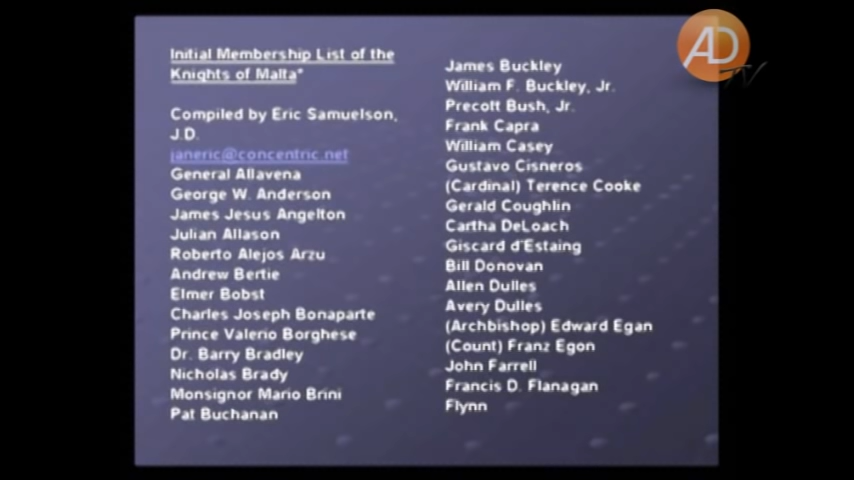 Initial Membership List of the
Knights of Malta*
Compiled by Eric Samuelson,
J.D.
janeric@concentric.net
General Allavena
George W. Anderson
James Jesus Angelton
Julian Allason
Roberto Alejos Arzu
Andrew Bertie
Elmer Bobst
Charles Joseph Bonaparte
Prince Valerio Borghese
Dr. Barry Bradley
Nicholas Brady
Monsignor Mario Brini
Pat Buchanan
James Buckley
William F. Buckley, Jr.
Precott Bush, Jr.
Frank Capra
William Casey
Gustavo Cisneros
(Cardinal) Terence Cooke
Gerald Coughlin
Cartha DeLoach
Giscard d'Estaing
Bill Donovan
Allen Dulles
Avery Dulles
(Archbishop) Edward Egan
(Count) Franz Egon
John Farrell
Francis D. Flanagan
Flynn
AD
TV